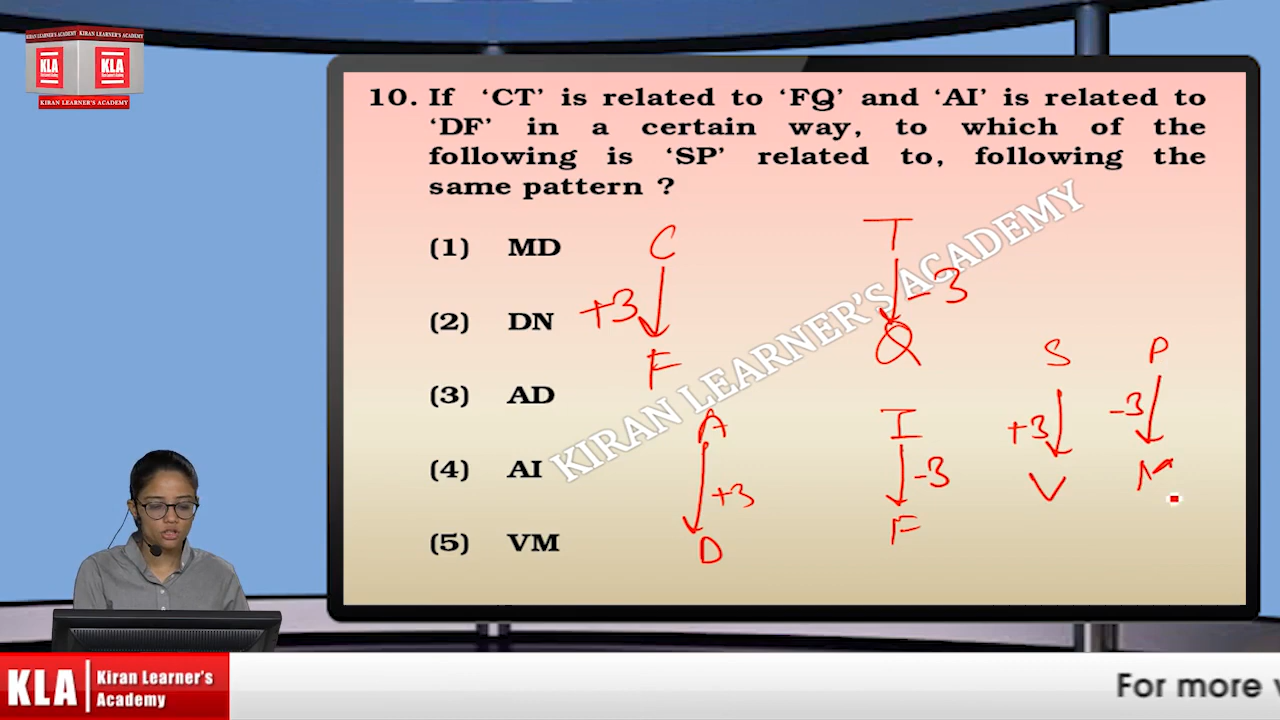 KIRAN LEARNER'S ACADEMY KIRAN LEARNER'S ACADEMY
KLA KLA
KIRAN LEARNER'S ACADEMY
10. If ‘CT’ is related to ‘FQ’ and ‘AI’ is related to
‘DF’ in a certain way, to which of the
following is ‘SP’ related to, following the
same pattern ?
(1) MD
(2) DN
(3) AD
(4) AI
(5) VM
C T
+3 -3
F Q
A I
+3 -3
D F
S P
+3 -3
V M
KIRAN LEARNER'S ACADEMY
KLA Kiran Learner's
Academy
For more